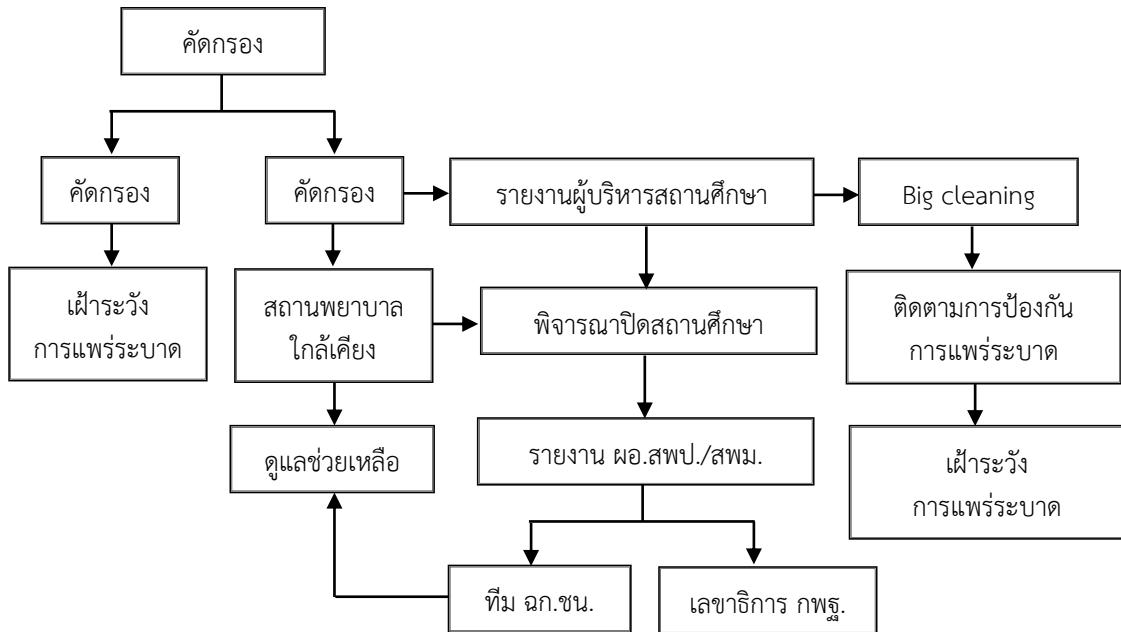 คัดกรอง
คัดกรอง
คัดกรอง
รายงานผู้บริหารสถานศึกษา
Big cleaning
เฝ้าระวัง
การแพร่ระบาด
สถานพยาบาล
ใกล้เคียง
พิจารณาปิดสถานศึกษา
ติดตามการป้องกัน
การแพร่ระบาด
ดูแลช่วยเหลือ
รายงาน ผอ.สพป./สพม.
เฝ้าระวัง
การแพร่ระบาด
ทีม ฉก.ชน.
เลขาธิการ กพฐ.